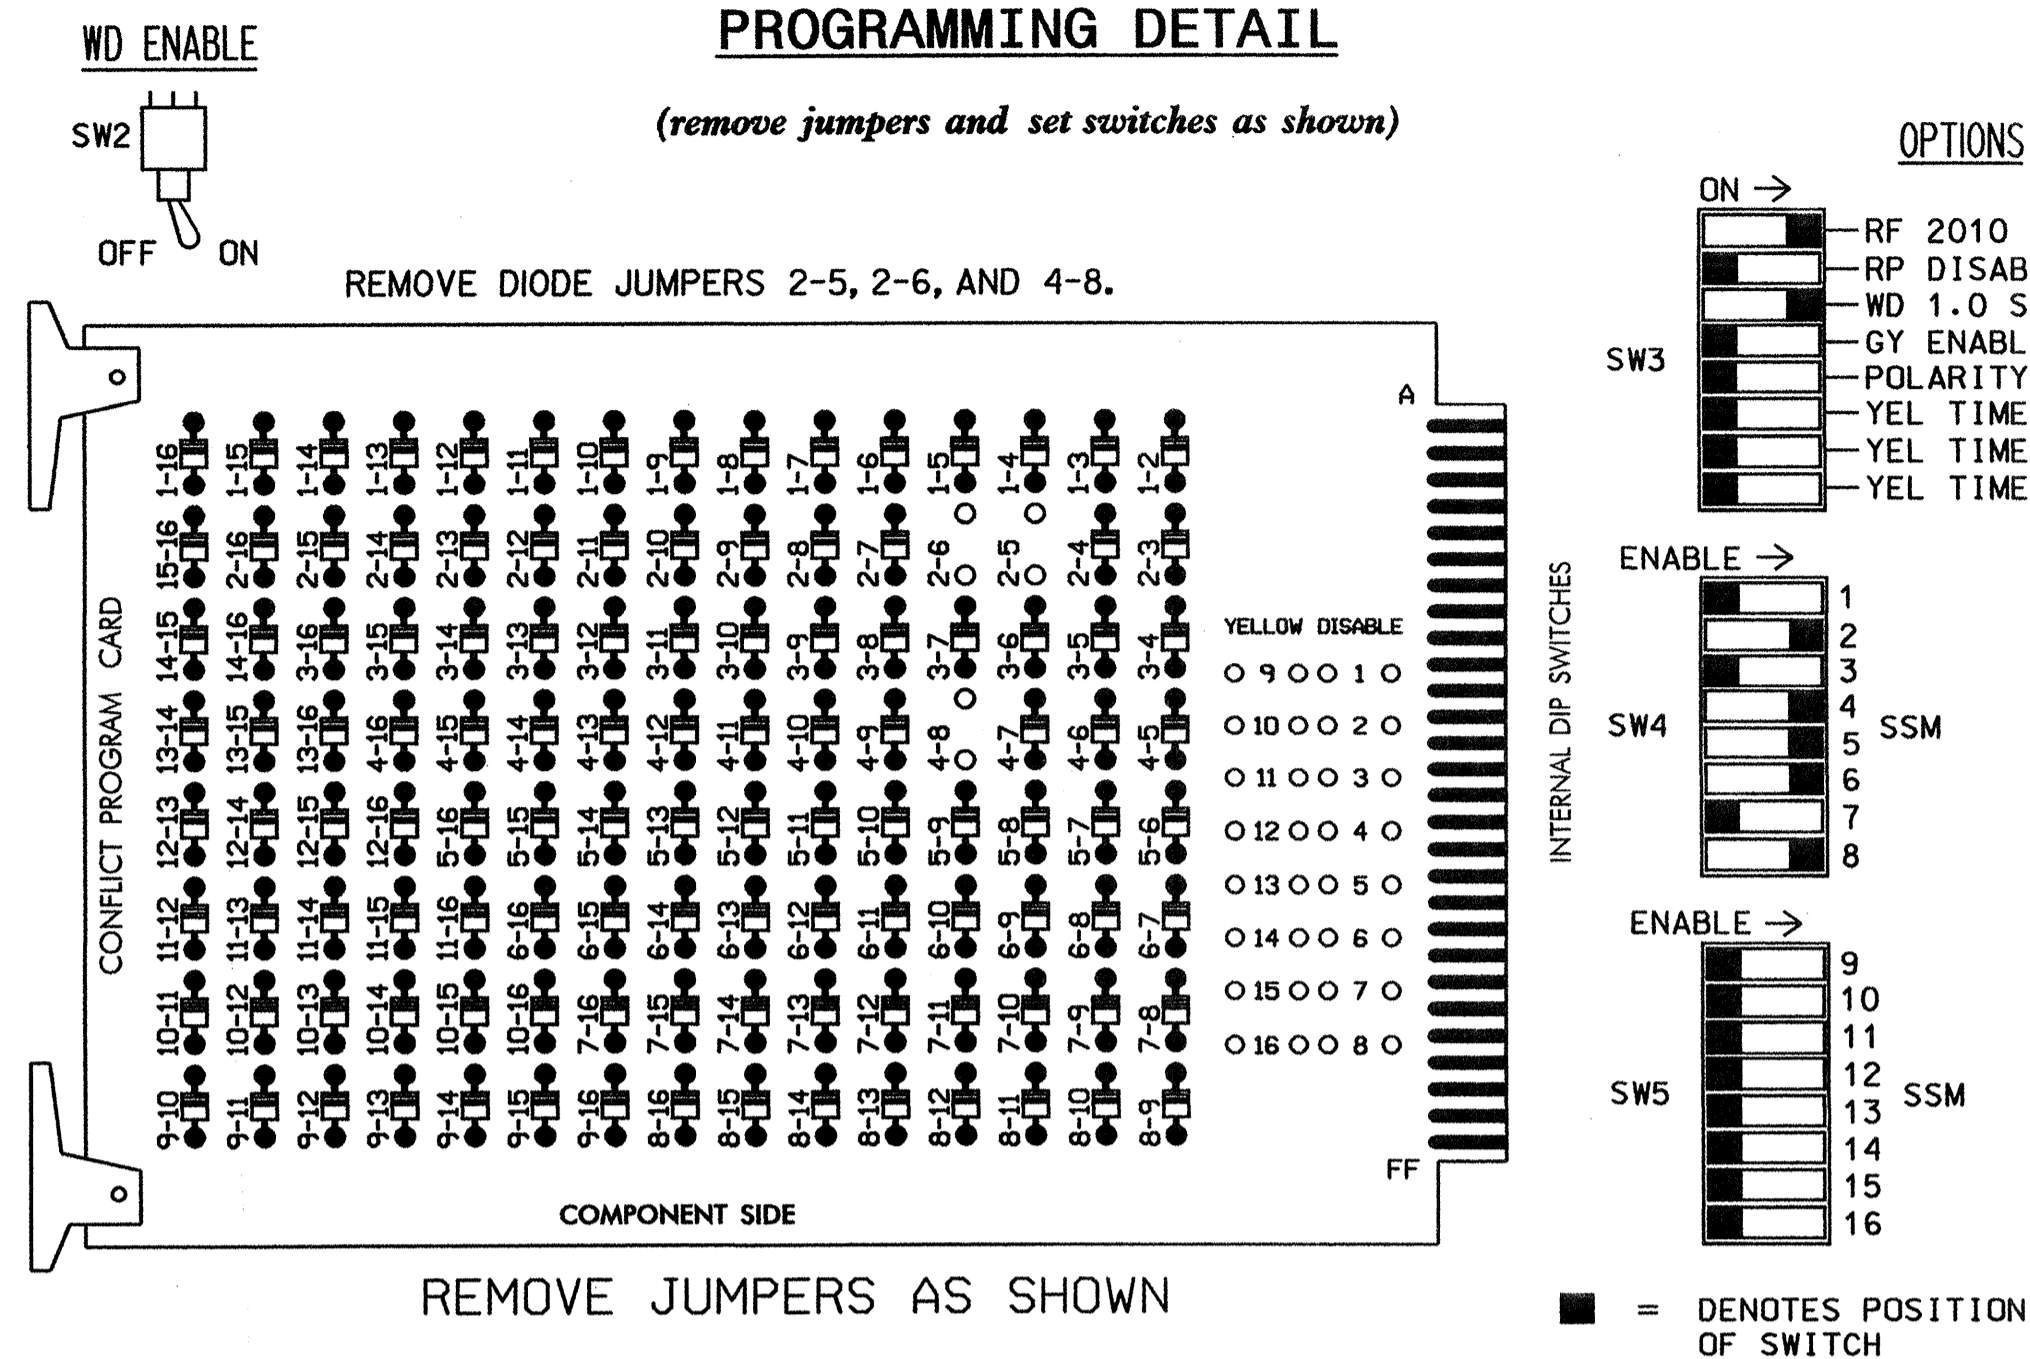 PROGRAMMING DETAIL
(remove jumpers and set switches as shown)
WD ENABLE
SW2
OFF ON
REMOVE DIODE JUMPERS 2-5, 2-6, AND 4-8.
CONFLICT PROGRAM CARD
1-16 1-15 1-14 1-13 1-12 1-11 1-10 1-9 1-8 1-7 1-6 1-5 1-4 1-3 1-2
15-16 2-16 2-15 2-14 2-13 2-12 2-11 2-10 2-9 2-8 2-7 2-6 2-5 2-4 2-3
14-15 14-16 3-16 3-15 3-14 3-13 3-12 3-11 3-10 3-9 3-8 3-7 3-6 3-5 3-4
13-14 13-15 13-16 4-16 4-15 4-14 4-13 4-12 4-11 4-10 4-9 4-8 4-7 4-6 4-5
12-13 12-14 12-15 12-16 5-16 5-15 5-14 5-13 5-12 5-11 5-10 5-9 5-8 5-7 5-6
11-12 11-13 11-14 11-15 11-16 6-16 6-15 6-14 6-13 6-12 6-11 6-10 6-9 6-8 6-7
10-11 10-12 10-13 10-14 10-15 10-16 7-16 7-15 7-14 7-13 7-12 7-11 7-10 7-9 7-8
9-10 9-11 9-12 9-13 9-14 9-15 9-16 8-16 8-15 8-14 8-13 8-12 8-11 8-10 8-9
A
YELLOW DISABLE
9 1
10 2
11 3
12 4
13 5
14 6
15 7
16 8
FF
COMPONENT SIDE
REMOVE JUMPERS AS SHOWN
INTERNAL DIP SWITCHES
OPTIONS
ON →
SW3
RF 2010
RP DISAB
WD 1.0 S
GY ENABL
POLARITY
YEL TIME
YEL TIME
YEL TIME
ENABLE →
SW4
1
2
3
4
5
6
7
8
SSM
ENABLE →
SW5
9
10
11
12
13
14
15
16
SSM
= DENOTES POSITION
OF SWITCH